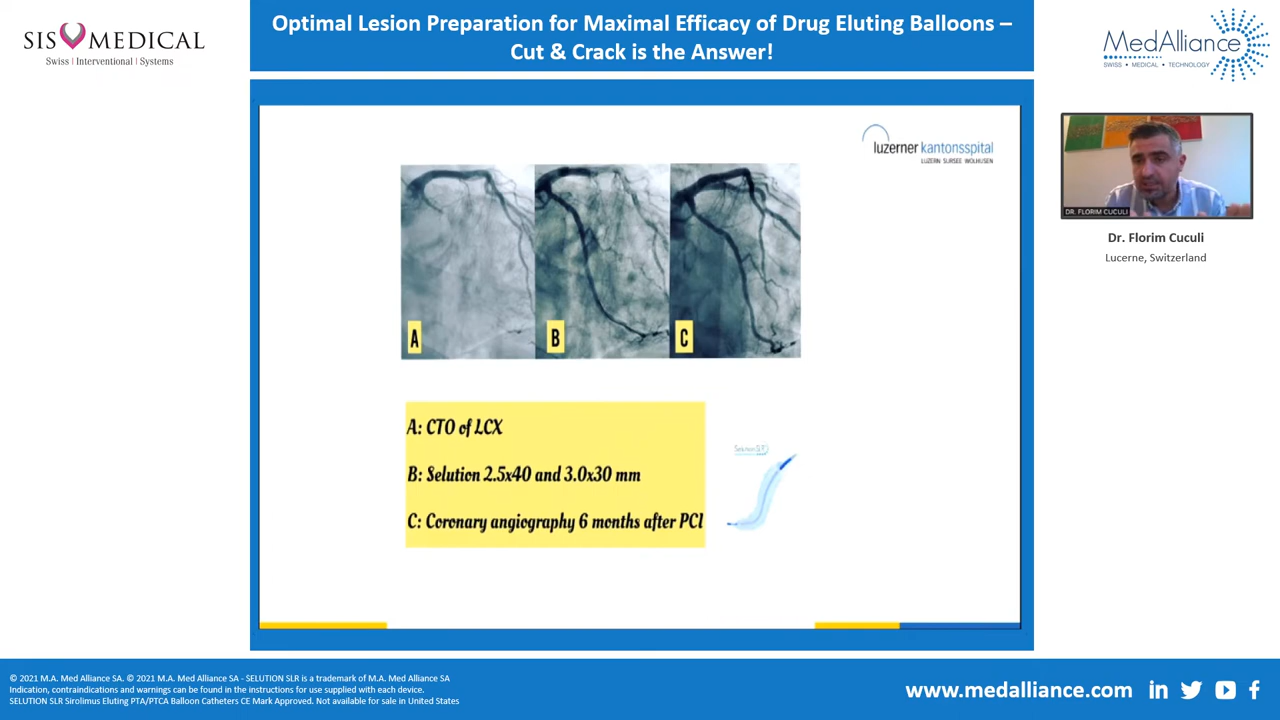 SIS MEDICAL
Swiss | Interventional | Systems
Optimal Lesion Preparation for Maximal Efficacy of Drug Eluting Balloons –
Cut & Crack is the Answer!
MedAlliance
SWISS • MEDICAL • TECHNOLOGY
luzerner kantonsspital
LUZERN SURSEE WOLHUSEN
A
B
C
A: CTO of LCX
B: Selution 2.5x40 and 3.0x30 mm
C: Coronary angiography 6 months after PCI
DR. FLORIM CUCULI
Dr. Florim Cuculi
Lucerne, Switzerland
© 2021 M.A. Med Alliance SA. © 2021 M.A. Med Alliance SA - SELUTION SLR is a trademark of M.A. Med Alliance SA
Indication, contraindications and warnings can be found in the instructions for use supplied with each device.
SELUTION SLR Sirolimus Eluting PTA/PTCA Balloon Catheters CE Mark Approved. Not available for sale in United States
www.medalliance.com